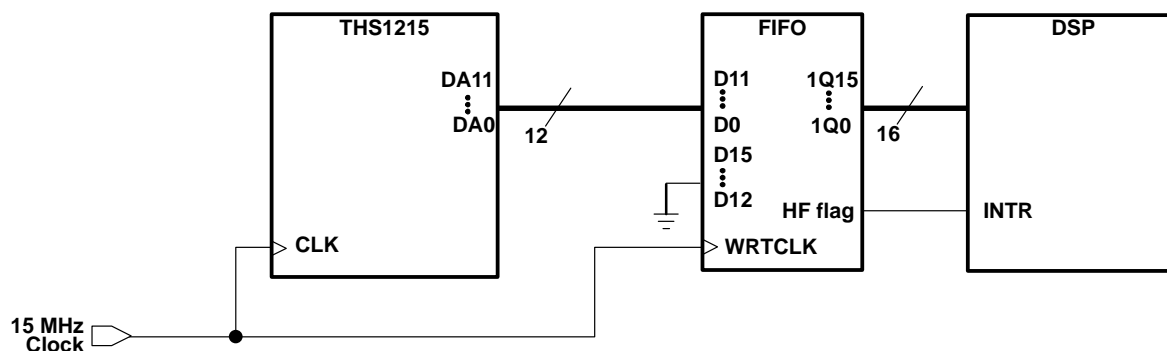 THS1215
FIFO
DSP
DA11
DA0
12
D11
D0
D15
D12
1Q15
1Q0
16
HF flag
INTR
CLK
WRTCLK
15 MHz
Clock